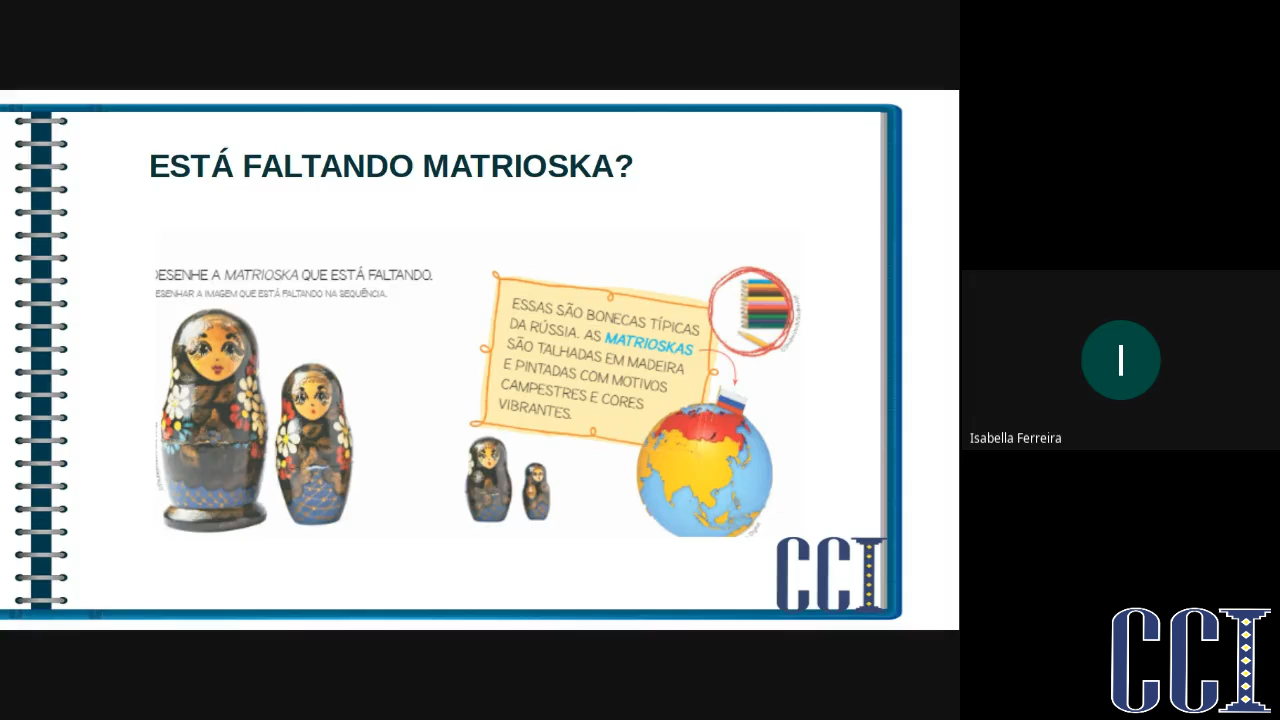 ESTÁ FALTANDO MATRIOSKA?
DESENHE A MATRIOSKA QUE ESTÁ FALTANDO.
ESENHAR A IMAGEM QUE ESTÁ FALTANDO NA SEQUÊNCIA.
ESSAS SÃO BONECAS TÍPICAS
DA RÚSSIA. AS MATRIOSKAS
SÃO TALHADAS EM MADEIRA
E PINTADAS COM MOTIVOS
CAMPESTRES E CORES
VIBRANTES.
CCI
I
Isabella Ferreira
CCI